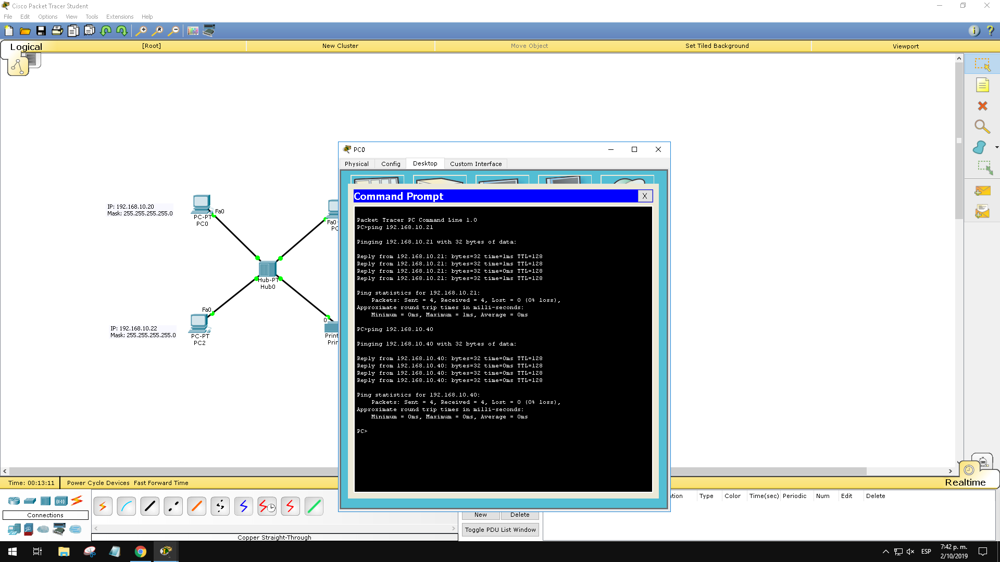 Cisco Packet Tracer Student
File Edit Options View Tools Extensions Help
Logical [Root] New Cluster Move Object Set Tiled Background Viewport
PC0
Physical Config Desktop Custom Interface
Command Prompt X
Packet Tracer PC Command Line 1.0
PC>ping 192.168.10.21
Pinging 192.168.10.21 with 32 bytes of data:
Reply from 192.168.10.21: bytes=32 time=1ms TTL=128
Reply from 192.168.10.21: bytes=32 time=1ms TTL=128
Reply from 192.168.10.21: bytes=32 time=0ms TTL=128
Reply from 192.168.10.21: bytes=32 time=1ms TTL=128
Ping statistics for 192.168.10.21:
Packets: Sent = 4, Received = 4, Lost = 0 (0% loss),
Approximate round trip times in milli-seconds:
Minimum = 0ms, Maximum = 1ms, Average = 0ms
PC>ping 192.168.10.40
Pinging 192.168.10.40 with 32 bytes of data:
Reply from 192.168.10.40: bytes=32 time=0ms TTL=128
Reply from 192.168.10.40: bytes=32 time=0ms TTL=128
Reply from 192.168.10.40: bytes=32 time=0ms TTL=128
Reply from 192.168.10.40: bytes=32 time=0ms TTL=128
Ping statistics for 192.168.10.40:
Packets: Sent = 4, Received = 4, Lost = 0 (0% loss),
Approximate round trip times in milli-seconds:
Minimum = 0ms, Maximum = 0ms, Average = 0ms
PC>
IP: 192.168.10.20
Mask: 255.255.255.255.0
Fa0
PC-PT
PC0
Fa0
PC
Hub-PT
Hub0
Fa0
PC-PT
PC2
IP: 192.168.10.22
Mask: 255.255.255.255.0
0
Print
Prin
Time: 00:13:11 Power Cycle Devices Fast Forward Time
Realtime
Connections
Copper Straight-Through
New Delete
Toggle PDU List Window
tion Type Color Time(sec) Periodic Num Edit Delete
ESP
7:42 p. m.
2/10/2019